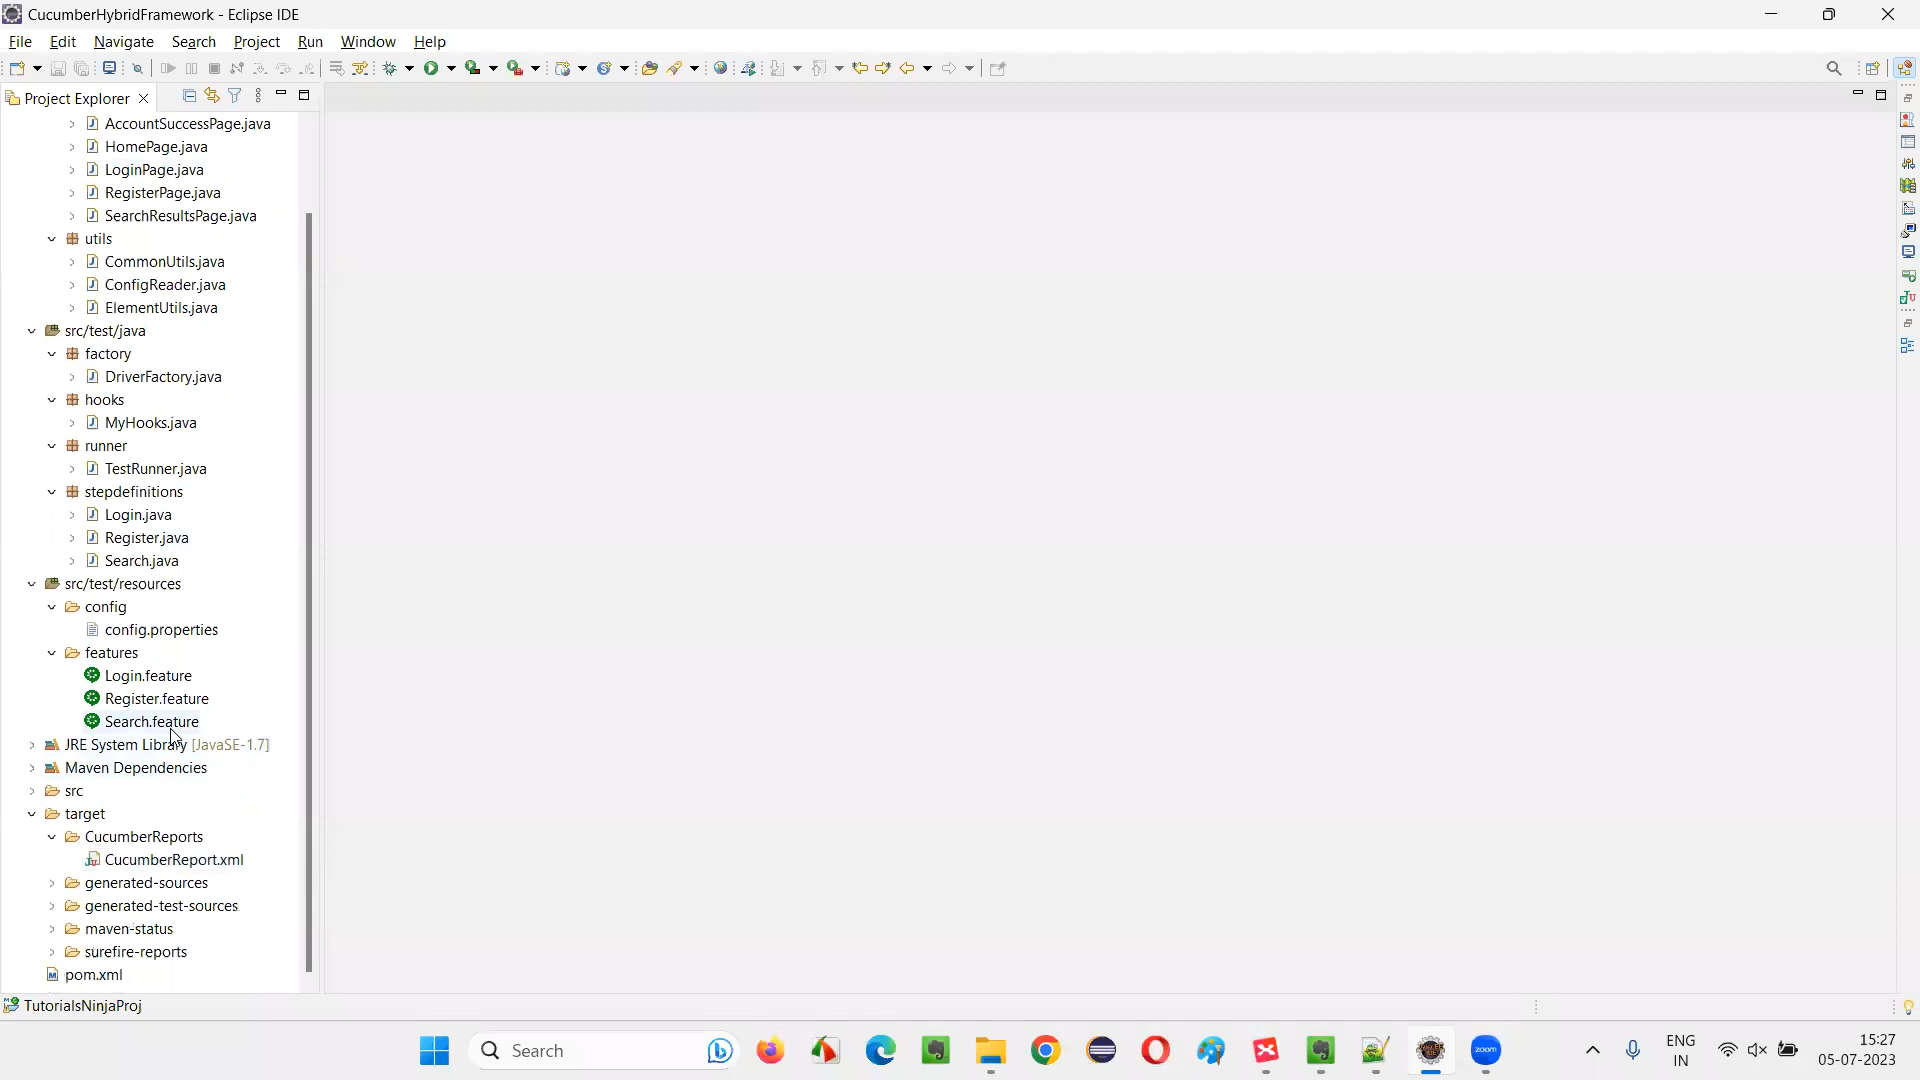 CucumberHybridFramework - Eclipse IDE
File Edit Navigate Search Project Run Window Help
Project Explorer
AccountSuccessPage.java
HomePage.java
LoginPage.java
RegisterPage.java
SearchResultsPage.java
utils
CommonUtils.java
ConfigReader.java
ElementUtils.java
src/test/java
factory
DriverFactory.java
hooks
MyHooks.java
runner
TestRunner.java
stepdefinitions
Login.java
Register.java
Search.java
src/test/resources
config
config.properties
features
Login.feature
Register.feature
Search.feature
JRE System Library [JavaSE-1.7]
Maven Dependencies
src
target
CucumberReports
CucumberReport.xml
generated-sources
generated-test-sources
maven-status
surefire-reports
pom.xml
TutorialsNinjaProj
Search
zoom
ENG
IN
15:27
05-07-2023